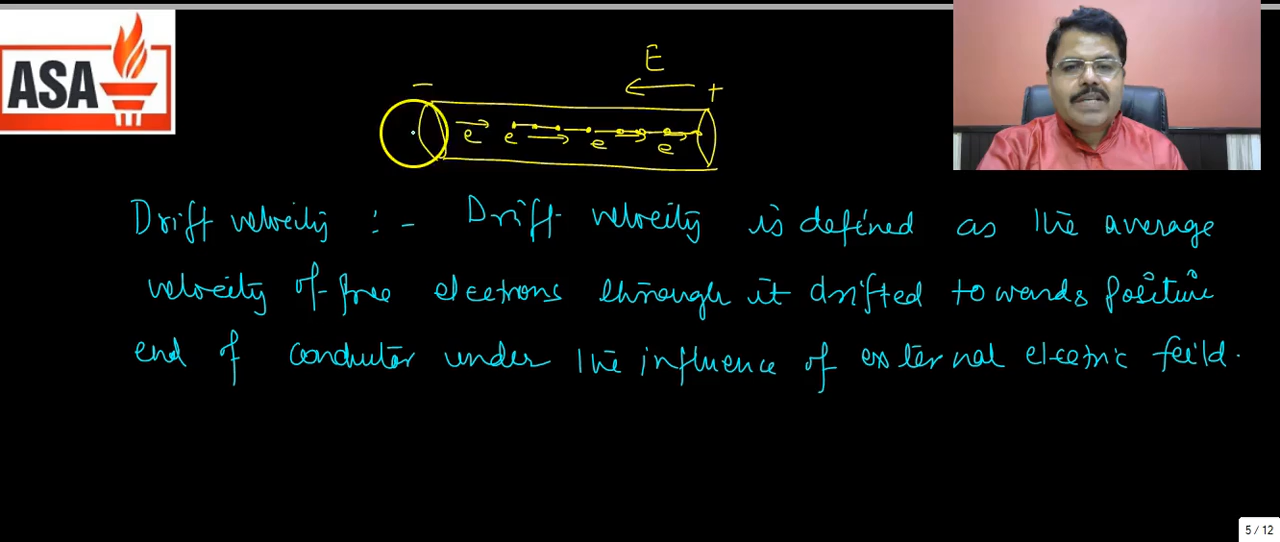 ASA
E
-
+
e e e e
Drift velocity :- Drift velocity is defined as the average
velocity of free electrons through it drifted towards positive
end of conductor under the influence of external electric feild.
5 / 12